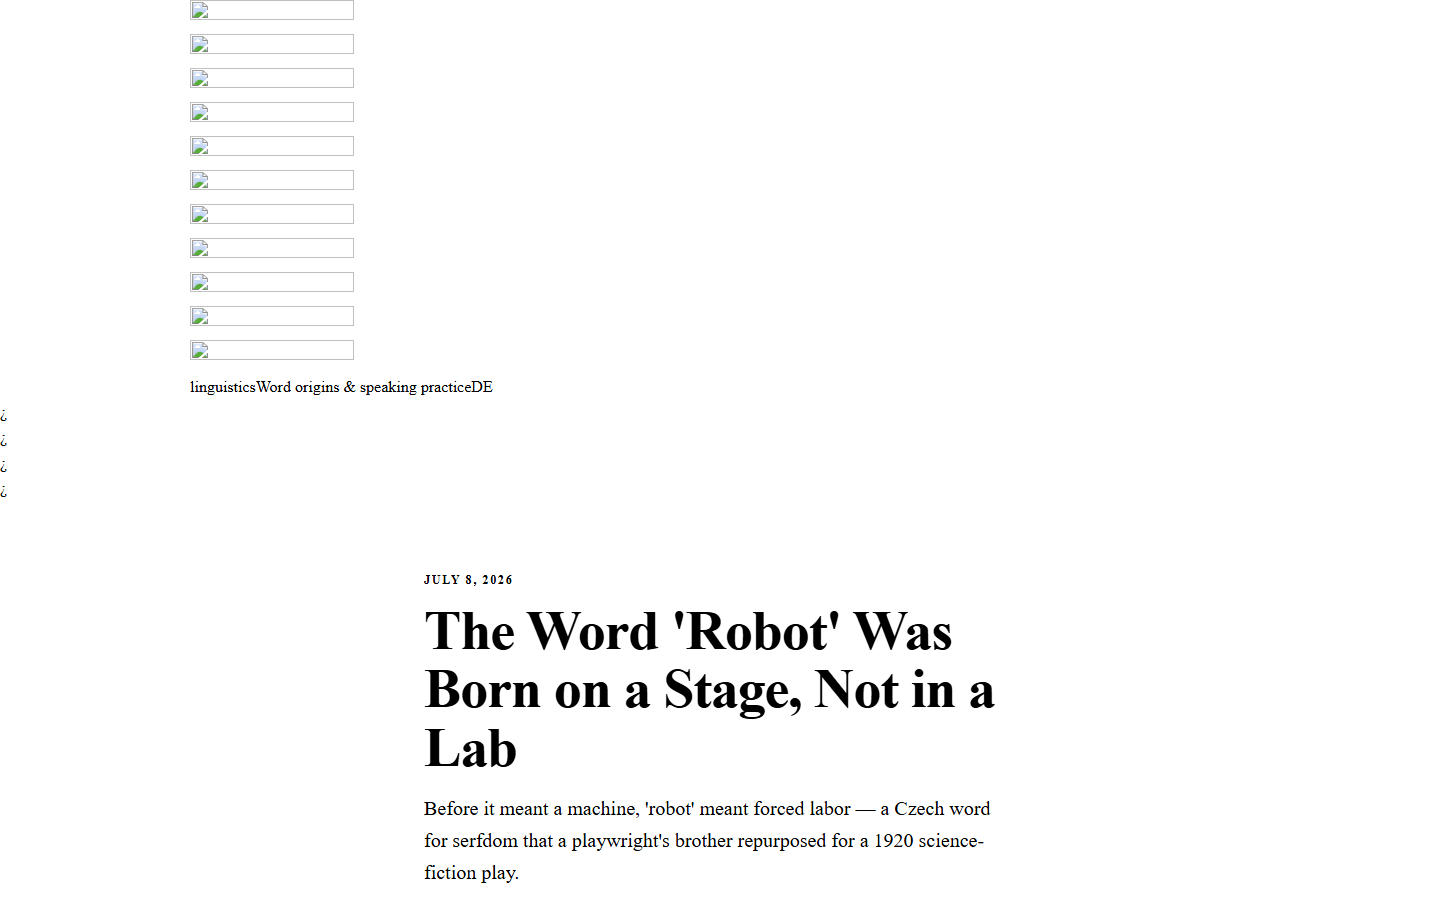 linguisticsWord origins & speaking practiceDE
¿
¿
¿
¿
JULY 8, 2026
The Word 'Robot' Was
Born on a Stage, Not in a
Lab
Before it meant a machine, 'robot' meant forced labor — a Czech word
for serfdom that a playwright's brother repurposed for a 1920 science-
fiction play.